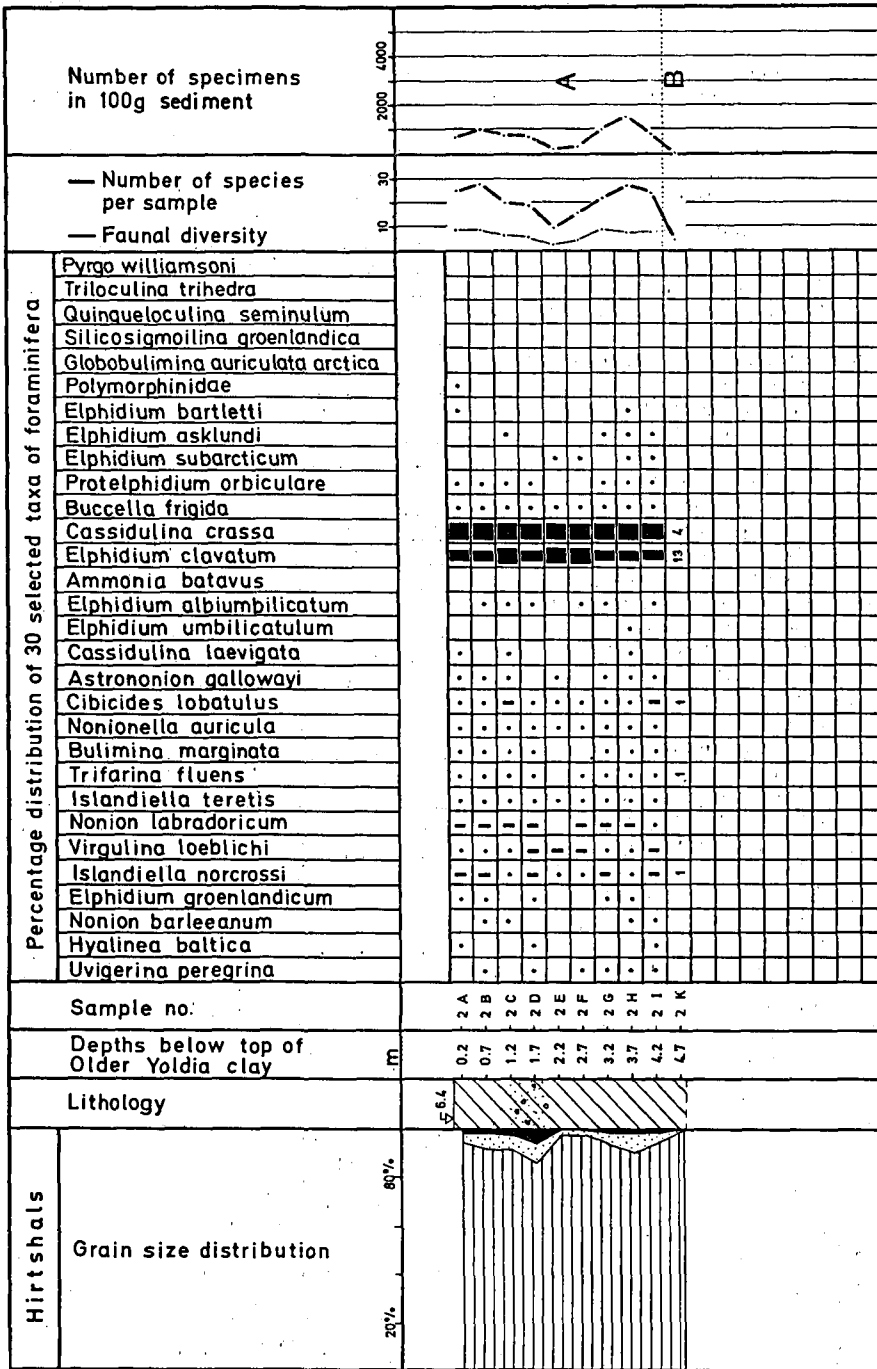 Number of specimens
in 100g sediment
4000
2000
A
B
— Number of species
per sample
— Faunal diversity
30
10
Percentage distribution of 30 selected taxa of foraminifera
Pyrgo williamsoni
Triloculina trihedra
Quinqueloculina seminulum
Silicosigmoilina groenlandica
Globobulimina auriculata arctica
Polymorphinidae
Elphidium bartletti
Elphidium asklundi
Elphidium subarcticum
Protelphidium orbiculare
Buccella frigida
Cassidulina crassa 4
Elphidium clavatum 13
Ammonia batavus
Elphidium albiumbilicatum
Elphidium umbilicatulum
Cassidulina laevigata
Astrononion gallowayi
Cibicides lobatulus 1
Nonionella auricula
Bulimina marginata
Trifarina fluens 1
Islandiella teretis
Nonion labradoricum
Virgulina loeblichi
Islandiella norcrossi 1
Elphidium groenlandicum
Nonion barleeanum
Hyalinea baltica
Uvigerina peregrina
Sample no. 2 A 2 B 2 C 2 D 2 E 2 F 2 G 2 H 2 I 2 K
Depths below top of
Older Yoldia clay m 0.2 0.7 1.2 1.7 2.2 2.7 3.2 3.7 4.2 4.7
Lithology 6.4
Hirtshals
Grain size distribution
80%
20%